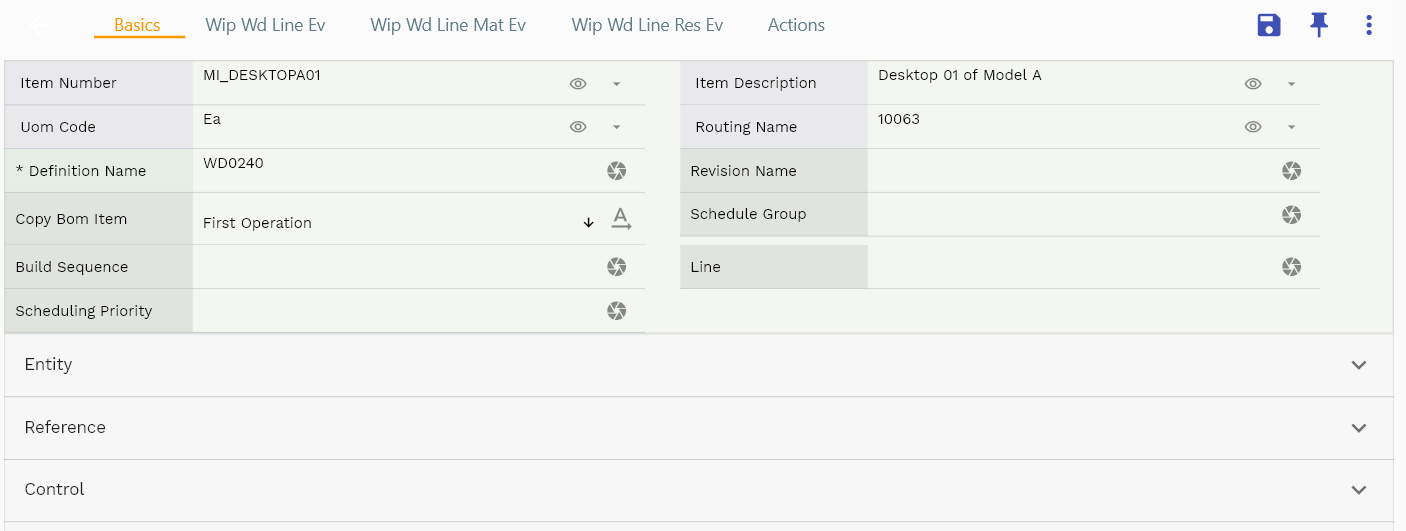 Basics Wip Wd Line Ev Wip Wd Line Mat Ev Wip Wd Line Res Ev Actions
Item Number MI_DESKTOPA01 Item Description Desktop 01 of Model A
Uom Code Ea Routing Name 10063
* Definition Name WD0240 Revision Name
Copy Bom Item First Operation Schedule Group
Build Sequence Line
Scheduling Priority
Entity
Reference
Control